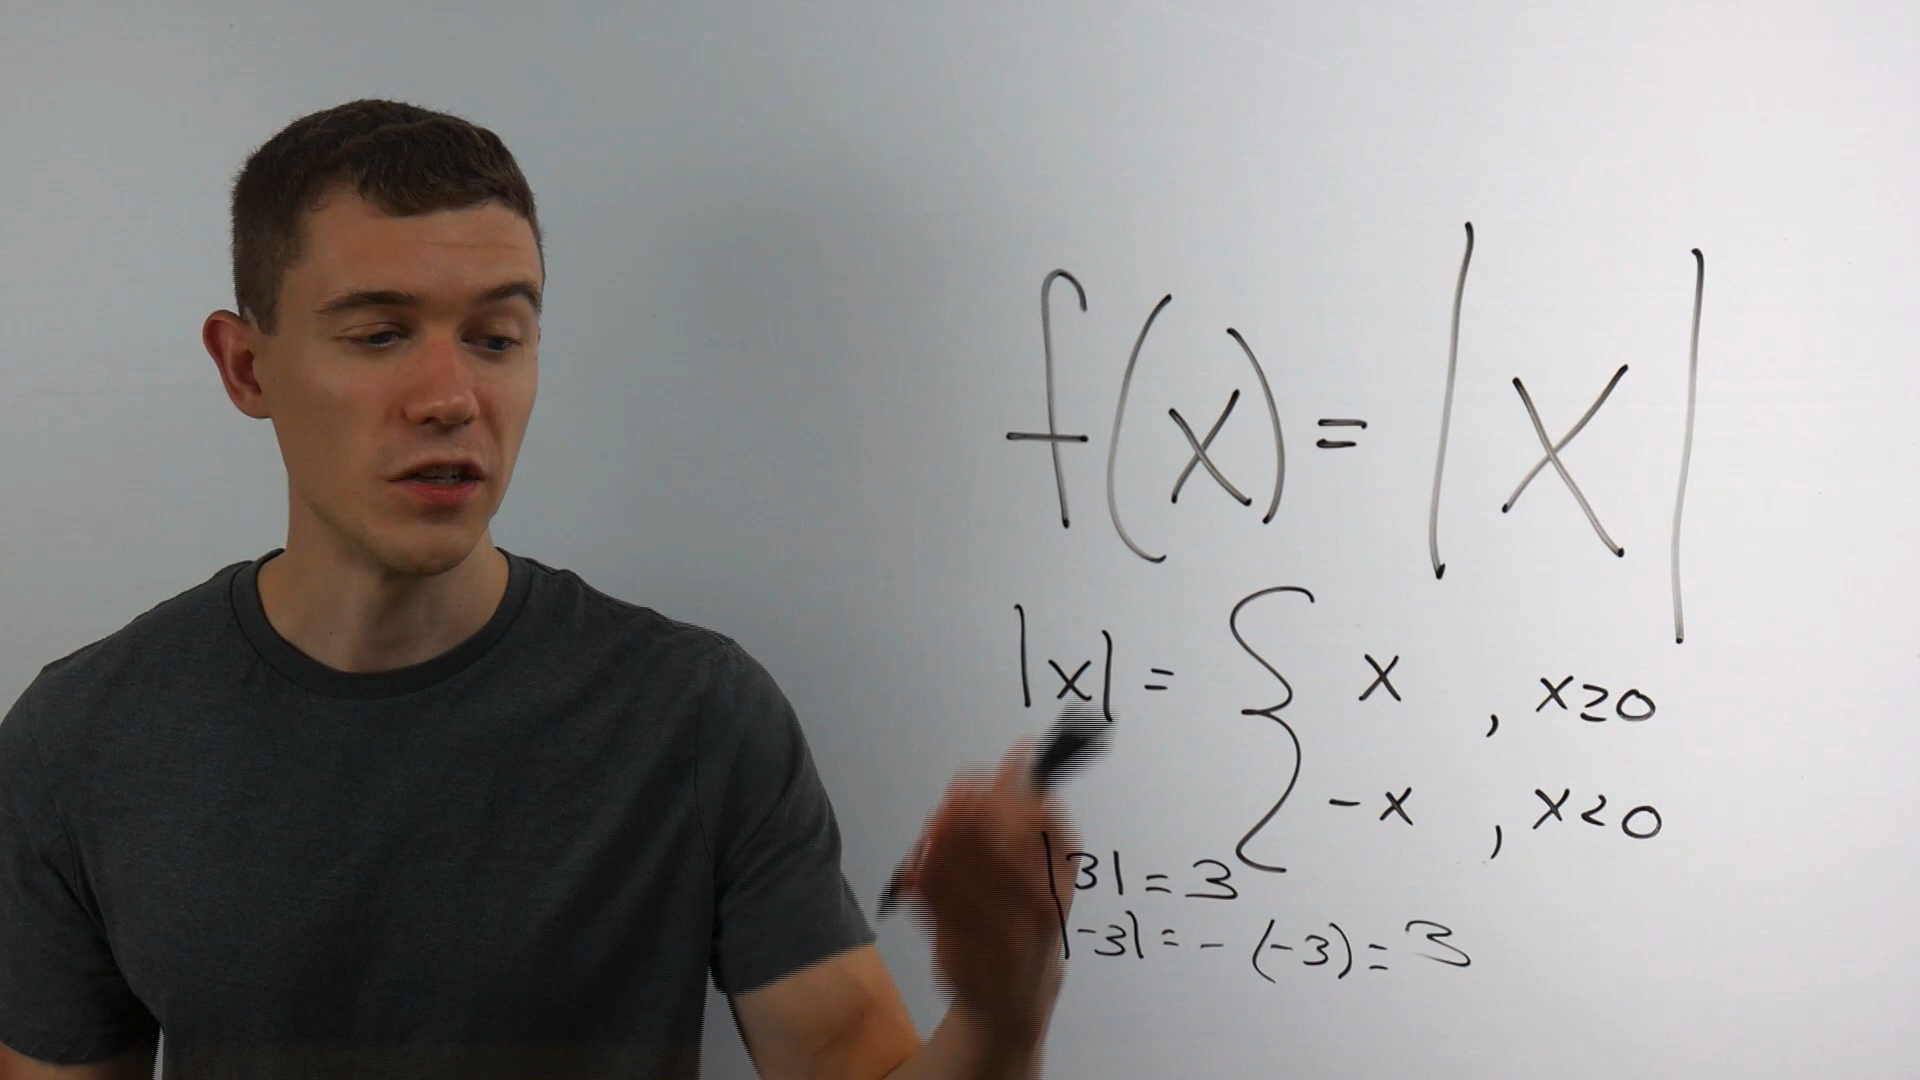 f(x) = |x|
|x| = { x , x≥0
-x , x<0
|3| = 3
|-3| = -(-3) = 3